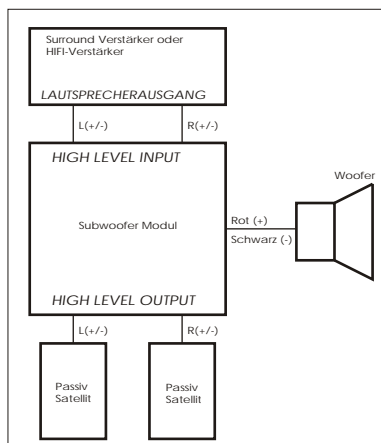 Surround Verstärker oder
HIFI-Verstärker
LAUTSPRECHERAUSGANG
L(+/-) R(+/-)
HIGH LEVEL INPUT
Woofer
Rot (+)
Subwoofer Modul
Schwarz (-)
HIGH LEVEL OUTPUT
L(+/-) R(+/-)
Passiv Passiv
Satellit Satellit